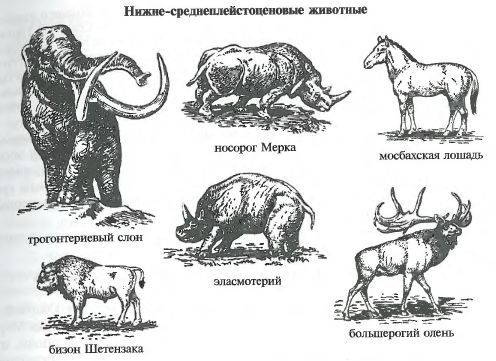 Нижне-среднеплейстоценовые животные
носорог Мерка
мосбахская лошадь
трогонтериевый слон
эласмотерий
бизон Шетензака
большерогий олень